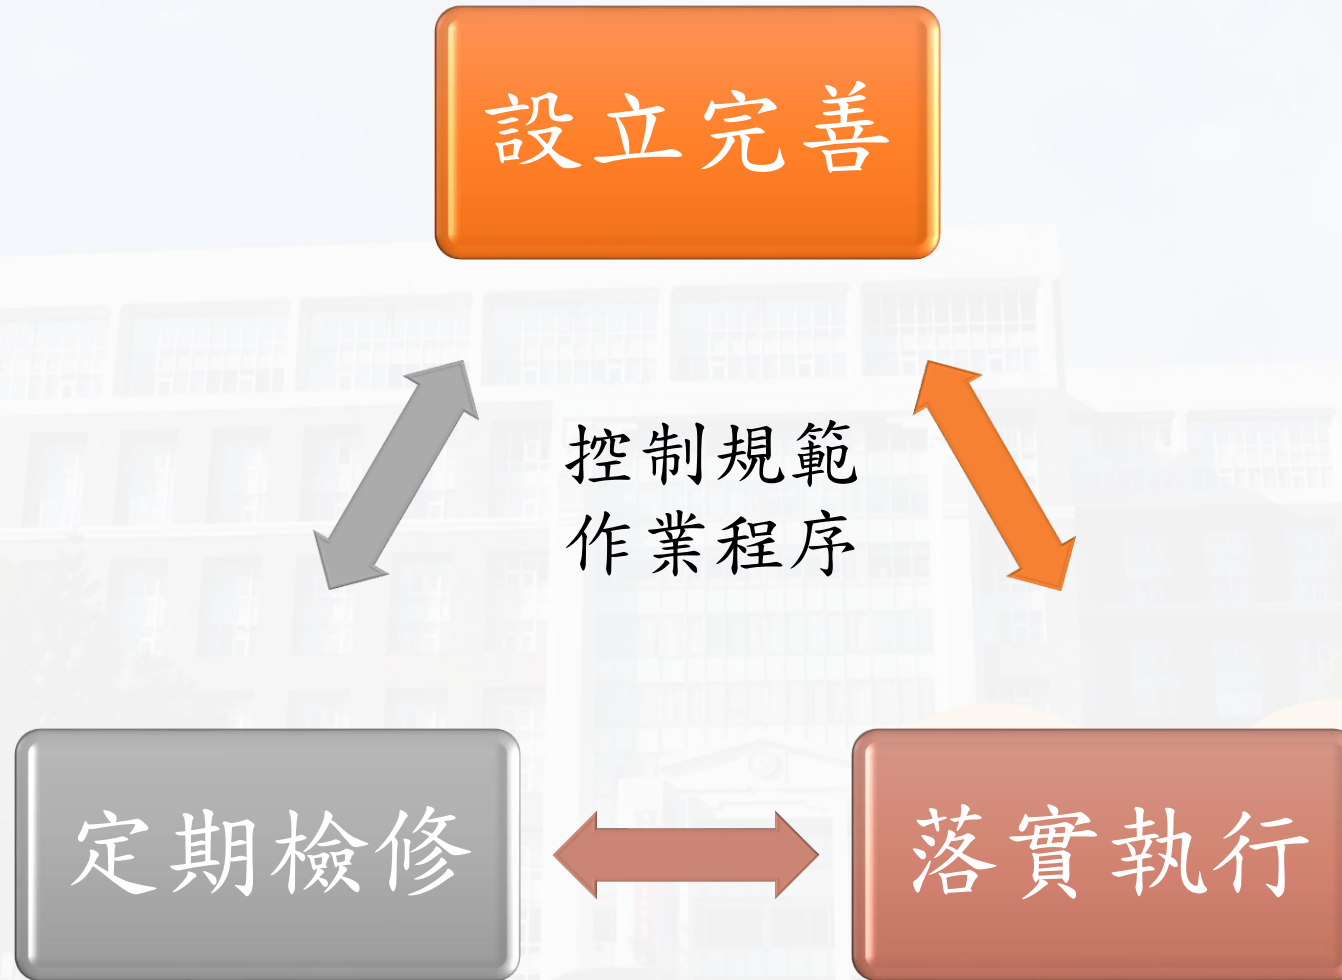 設立完善
控制規範
作業程序
定期檢修
落實執行